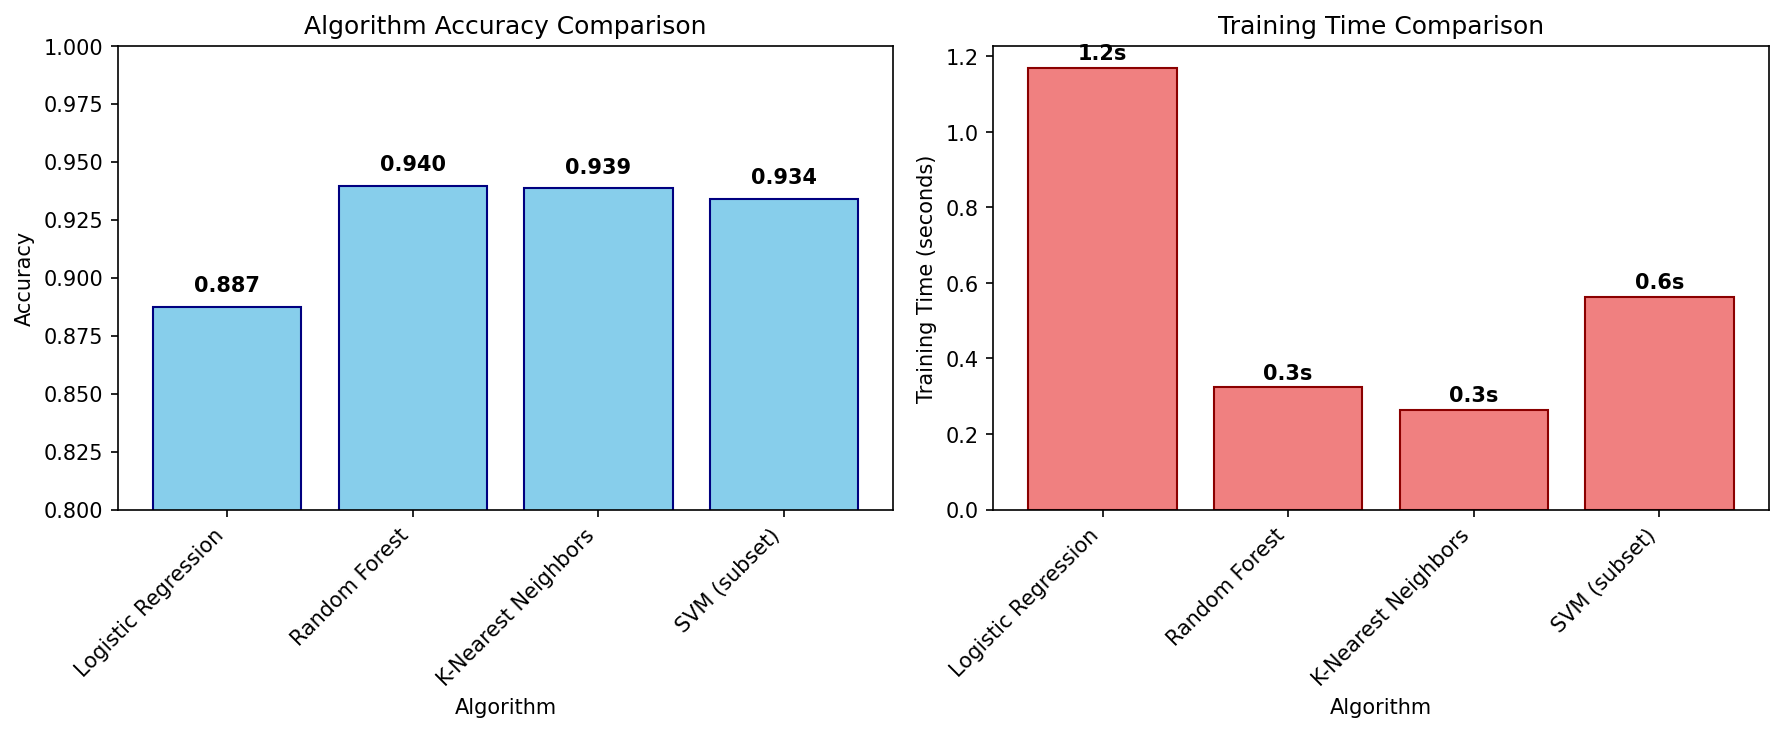 Algorithm Accuracy Comparison
1.000
0.975
0.950
0.925
0.900
0.875
0.850
0.825
0.800
Accuracy
0.887
0.940
0.939
0.934
Logistic Regression
Random Forest
K-Nearest Neighbors
SVM (subset)
Algorithm
Training Time Comparison
1.2
1.0
0.8
0.6
0.4
0.2
0.0
Training Time (seconds)
1.2s
0.3s
0.3s
0.6s
Logistic Regression
Random Forest
K-Nearest Neighbors
SVM (subset)
Algorithm